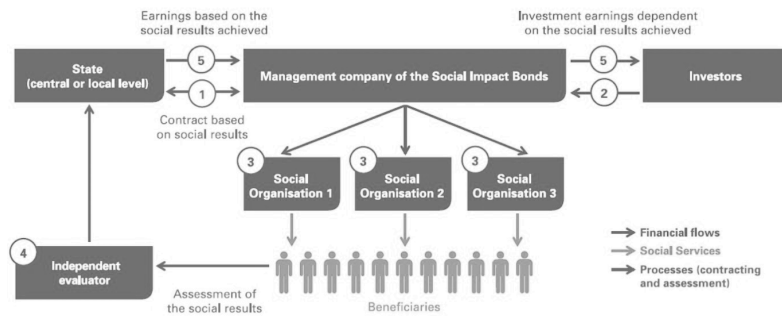 Earnings based on the
social results achieved
Investment earnings dependent
on the social results achieved
5
5
State
(central or local level)
Management company of the Social Impact Bonds
Investors
1
2
Contract based
on social results
3
3
3
Social
Organisation 1
Social
Organisation 2
Social
Organisation 3
4
Independent
evaluator
Assessment of
the social results
Beneficiaries
Financial flows
Social Services
Processes (contracting
and assessment)